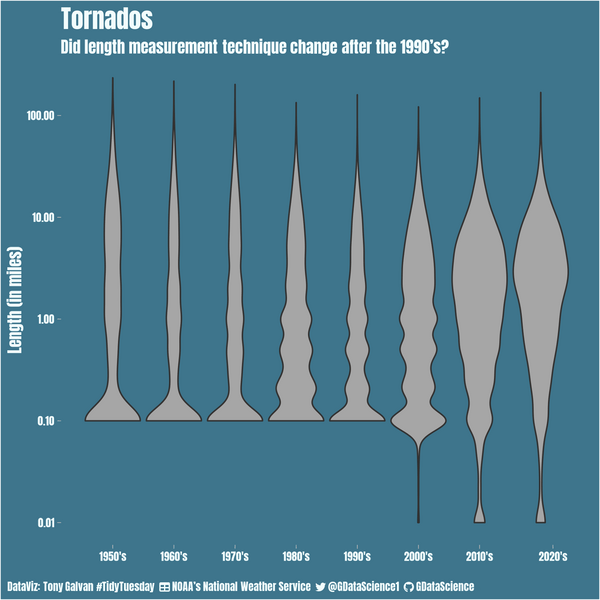 Tornados
Did length measurement technique change after the 1990's?
Length (in miles)
100.00
10.00
1.00
0.10
0.01
1950's 1960's 1970's 1980's 1990's 2000's 2010's 2020's
DataViz: Tony Galvan #TidyTuesday NOAA's National Weather Service @GDataScience1 GDataScience